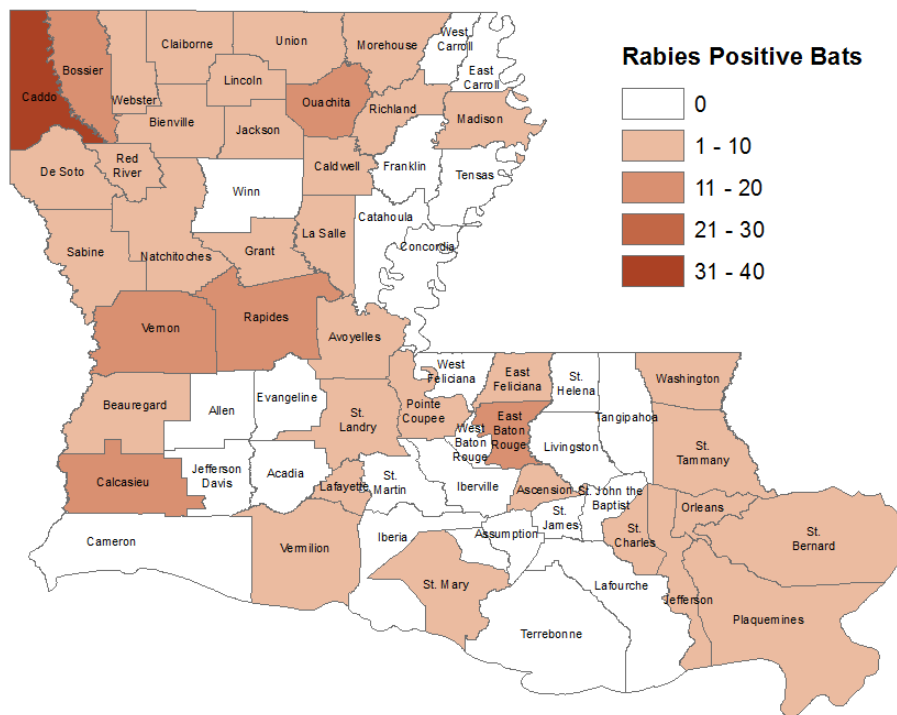 Rabies Positive Bats
0
1 - 10
11 - 20
21 - 30
31 - 40
West
Carroll
Claiborne
Union
Morehouse
East
Carroll
Bossier
Lincoln
Caddo
Webster
Ouachita
Richland
Madison
Bienville
Jackson
De Soto
Red
River
Caldwell
Franklin
Tensas
Winn
Catahoula
La Salle
Concordia
Sabine
Natchitoches
Grant
Vernon
Rapides
Avoyelles
West
Feliciana
East
Feliciana
St.
Helena
Washington
Beauregard
Allen
Evangeline
St.
Landry
Pointe
Coupee
East
Baton
Rouge
Tangipahoa
West
Baton
Rouge
Livingston
St.
Tammany
Calcasieu
Jefferson
Davis
Acadia
Lafayette
St.
Martin
Iberville
Ascension
St. John the
Baptist
Orleans
St.
James
St.
Charles
St.
Bernard
Cameron
Vermilion
Iberia
Assumption
St. Mary
Lafourche
Jefferson
Plaquemines
Terrebonne